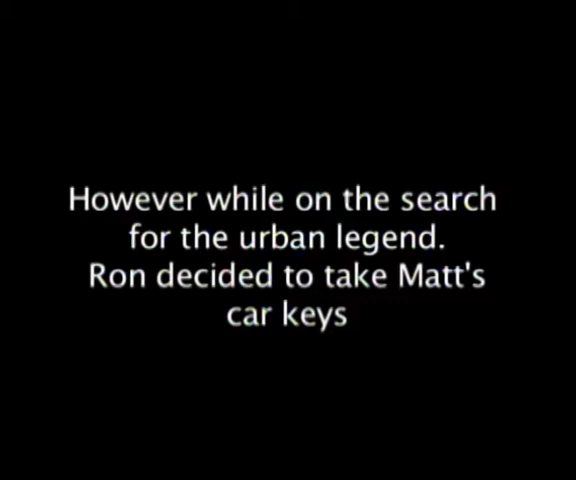 However while on the search
for the urban legend.
Ron decided to take Matt's
car keys